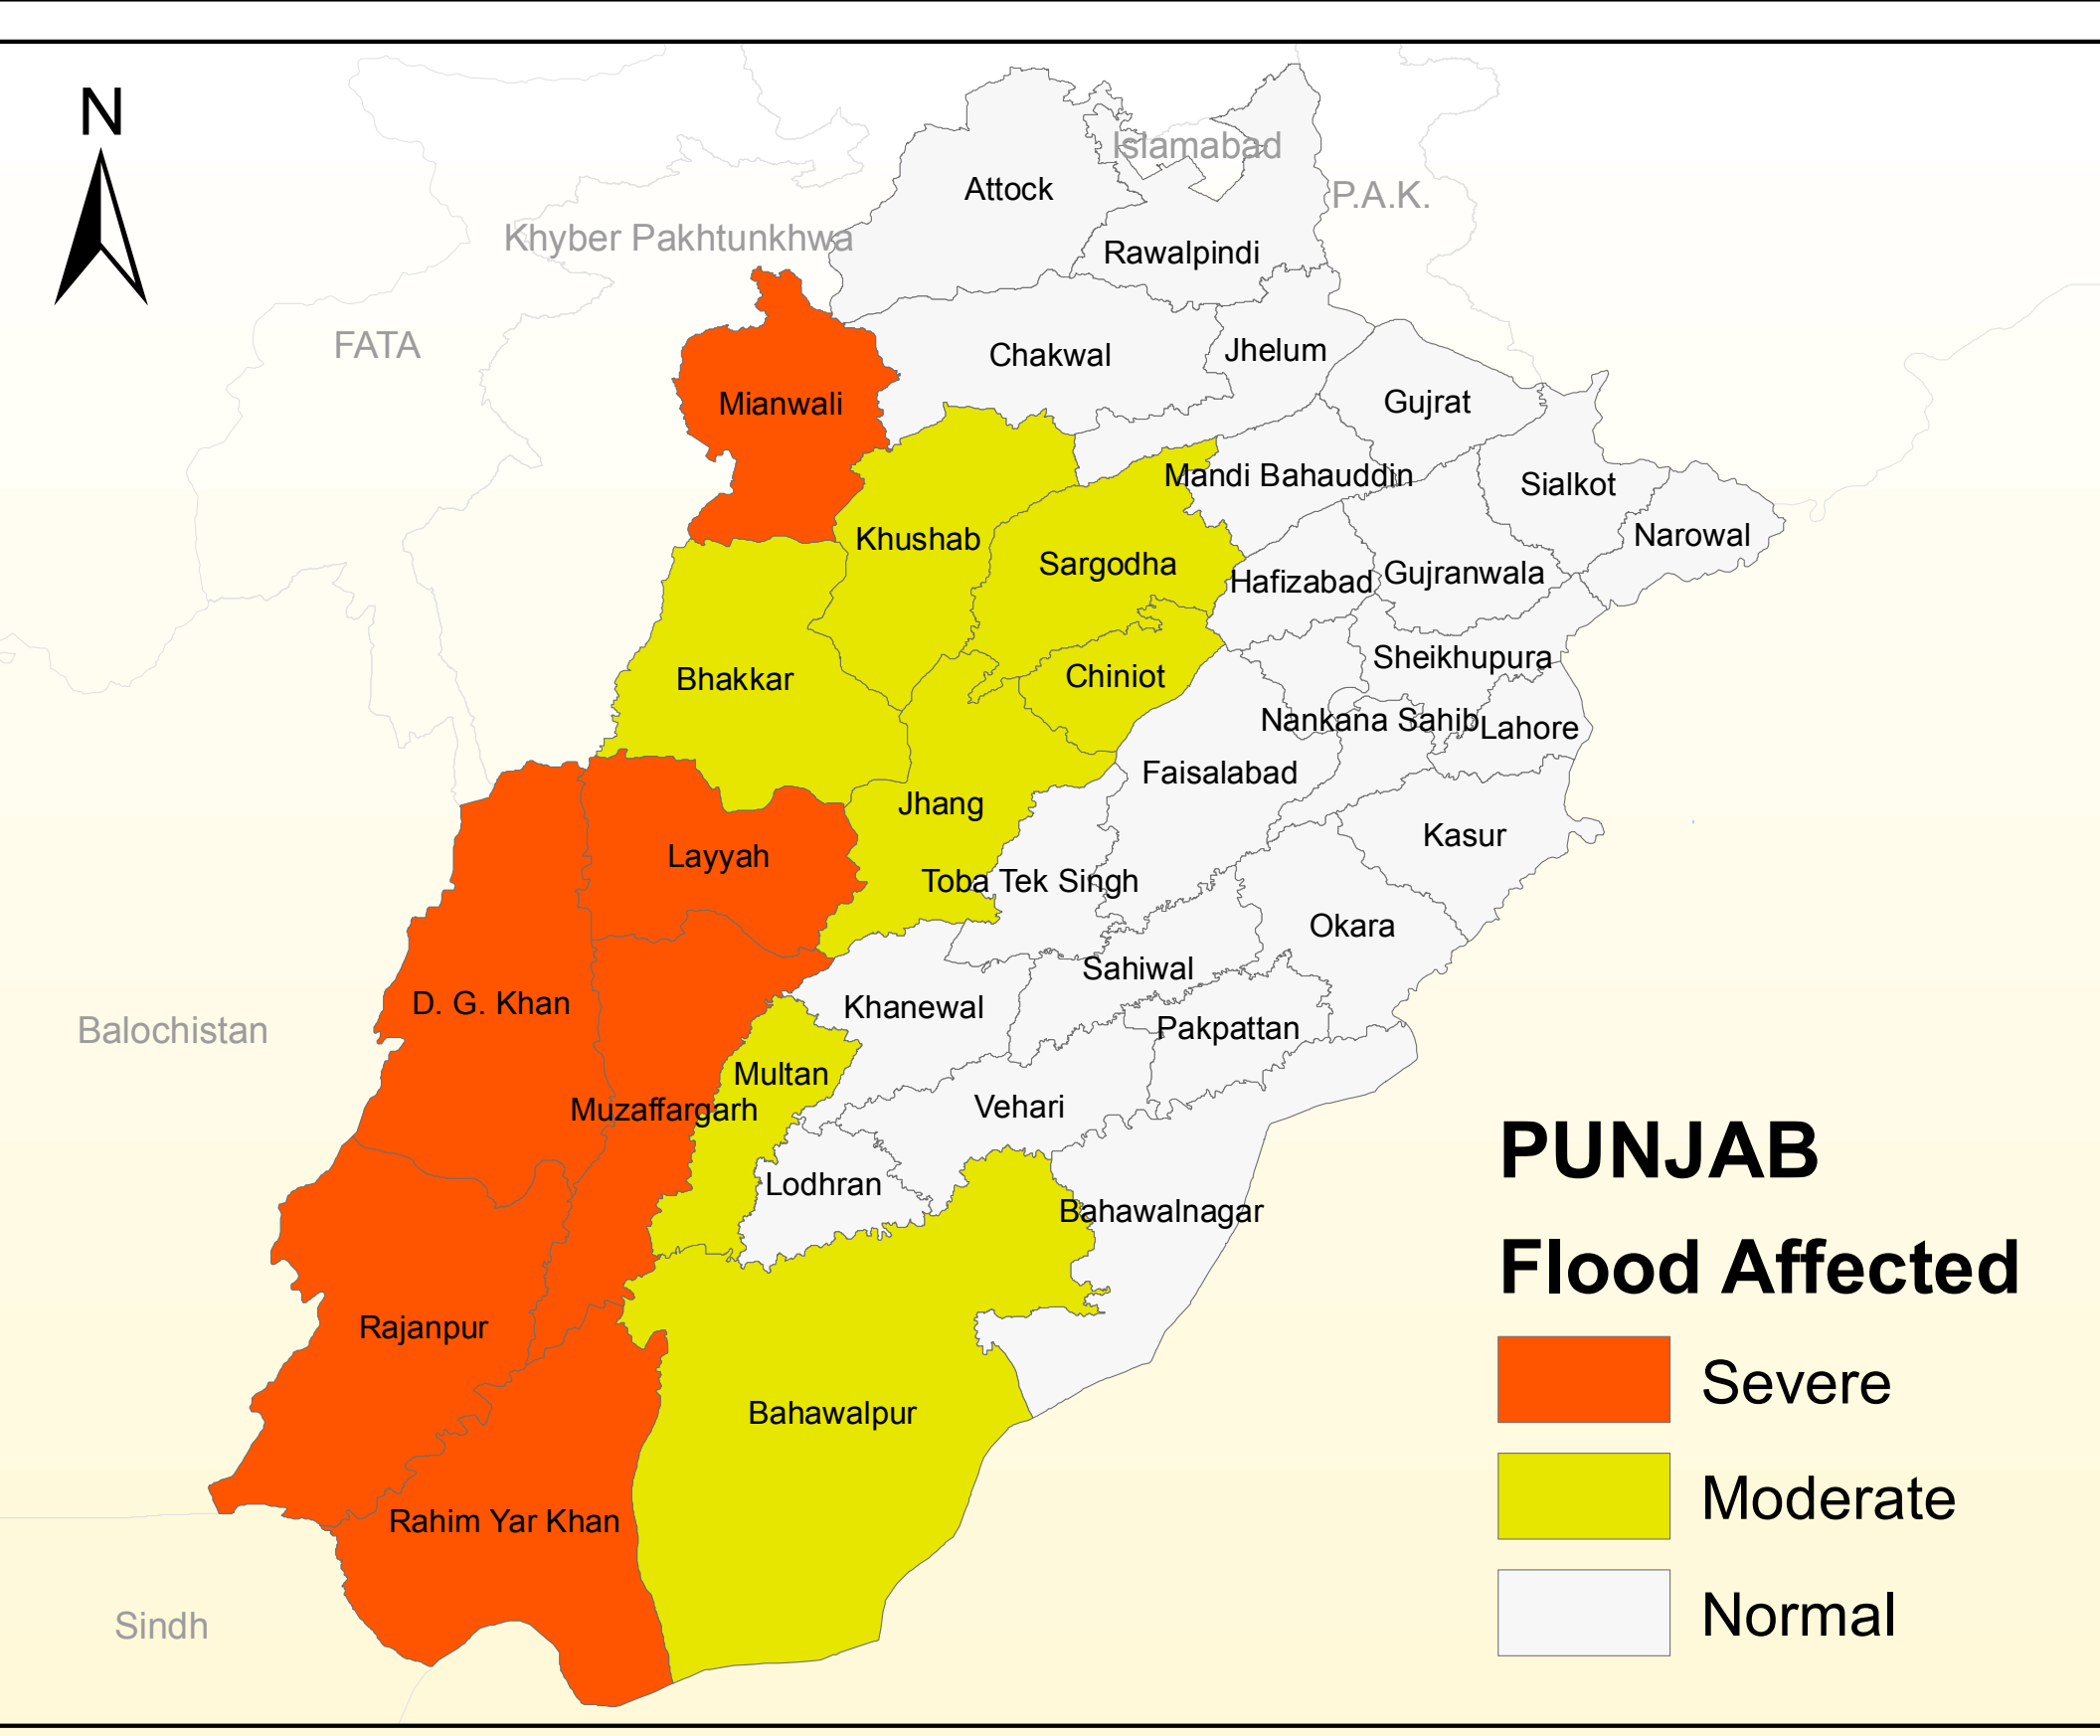 N
Islamabad
Attock
P.A.K.
Khyber Pakhtunkhwa
Rawalpindi
FATA
Chakwal
Jhelum
Mianwali
Gujrat
Mandi Bahauddin
Sialkot
Khushab
Narowal
Sargodha
Hafizabad
Gujranwala
Bhakkar
Chiniot
Sheikhupura
Nankana Sahib
Lahore
Faisalabad
Jhang
Kasur
Layyah
Toba Tek Singh
Okara
Sahiwal
D. G. Khan
Khanewal
Balochistan
Pakpattan
Multan
Muzaffargarh
Vehari
Lodhran
Bahawalnagar
Rajanpur
Bahawalpur
Rahim Yar Khan
Sindh
PUNJAB
Flood Affected
Severe
Moderate
Normal